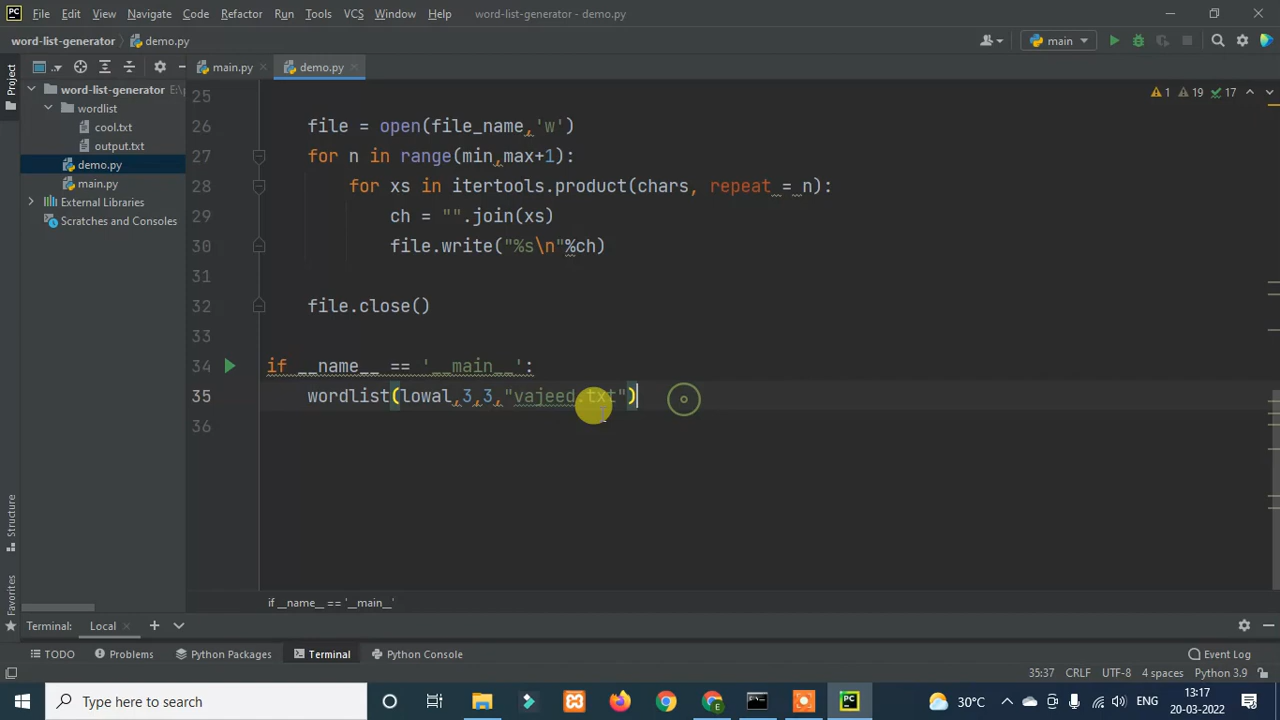 PC File Edit View Navigate Code Refactor Run Tools VCS Window Help word-list-generator - demo.py
word-list-generator demo.py main
Project
main.py demo.py
word-list-generator E:\
wordlist
cool.txt
output.txt
demo.py
main.py
External Libraries
Scratches and Consoles
1 19 17
25
26 file = open(file_name,'w')
27 for n in range(min,max+1):
28 for xs in itertools.product(chars, repeat = n):
29 ch = "".join(xs)
30 file.write("%s\n"%ch)
31
32 file.close()
33
34 if __name__ == '__main__':
35 wordlist(lowal,3,3,"vajeed.txt")
36
if __name__ == '__main__'
Structure
Favorites
Terminal: Local
TODO Problems Python Packages Terminal Python Console Event Log
35:37 CRLF UTF-8 4 spaces Python 3.9
Type here to search
PC
30°C ENG 13:17
20-03-2022